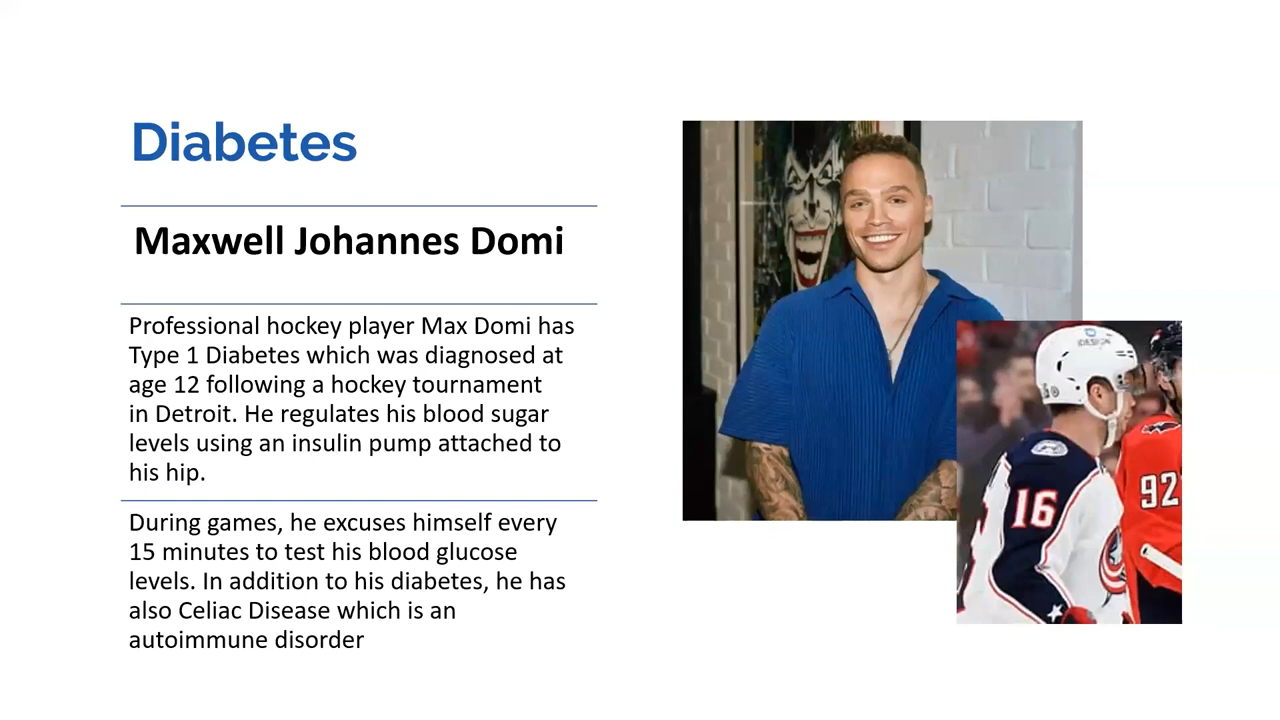 Diabetes
Maxwell Johannes Domi
Professional hockey player Max Domi has
Type 1 Diabetes which was diagnosed at
age 12 following a hockey tournament
in Detroit. He regulates his blood sugar
levels using an insulin pump attached to
his hip.
During games, he excuses himself every
15 minutes to test his blood glucose
levels. In addition to his diabetes, he has
also Celiac Disease which is an
autoimmune disorder
16
92